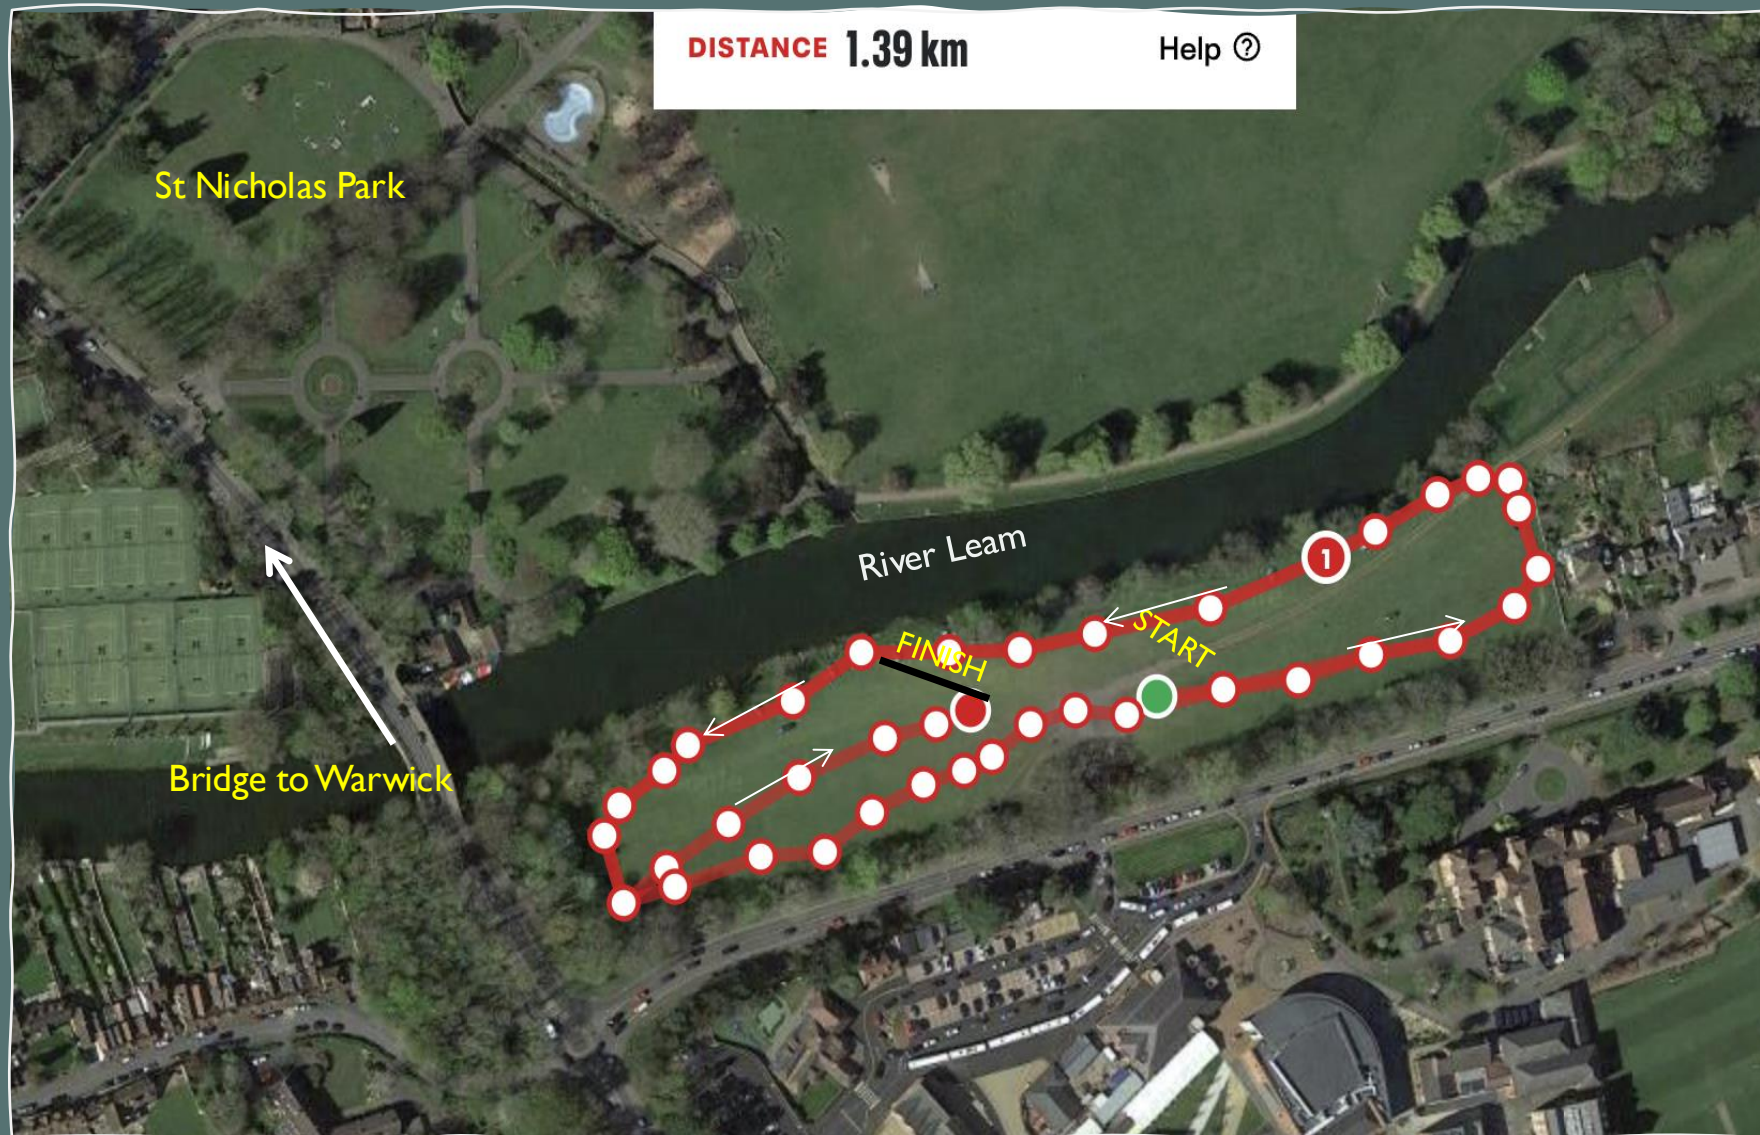 DISTANCE 1.39 km Help ?
St Nicholas Park
River Leam
1
START
FINISH
Bridge to Warwick